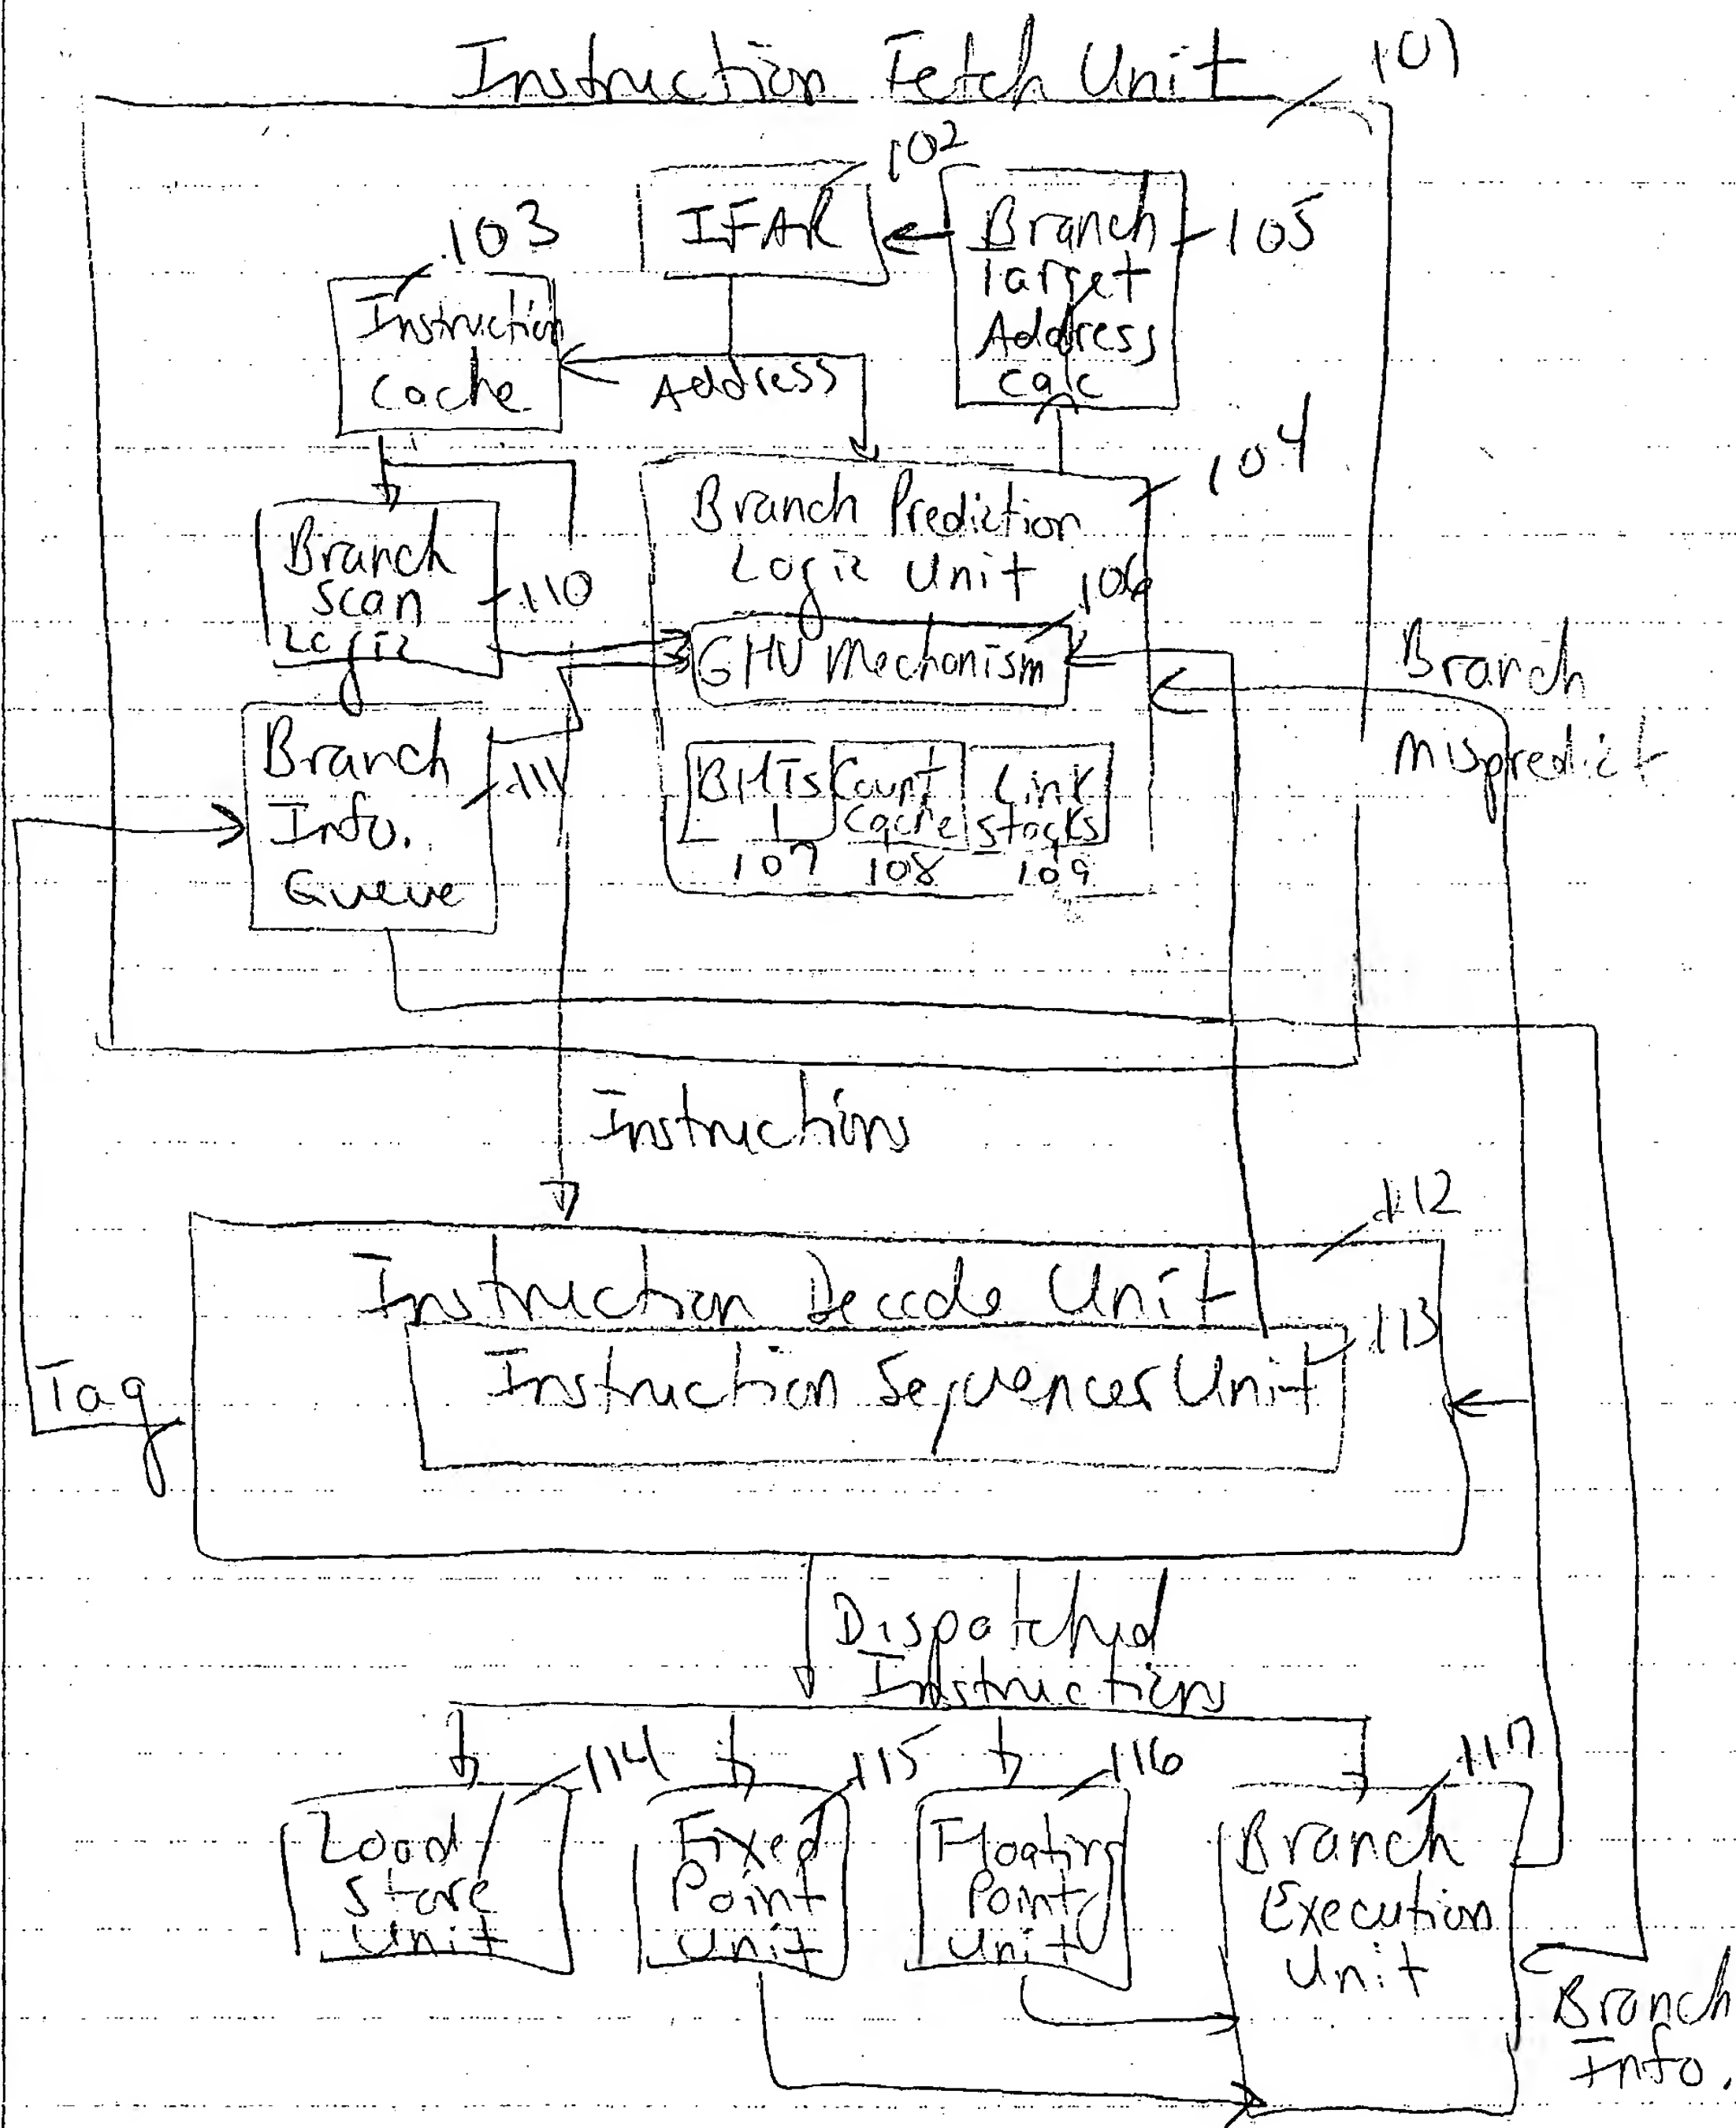 Instruction Fetch Unit 101
102
IFAR
103
Instruction
Cache
Branch
Target
Address
Calc
105
Address
104
Branch Prediction
Logic Unit
106
GHV Mechanism
Branch
Scan
Logic
110
Branch
Info.
Queue
111
BHTs
107
Count
Cache
108
Link
Stacks
109
Branch
Mispredict
Instructions
112
Instruction Decode Unit
113
Instruction Sequencer Unit
Tag
Dispatched
Instructions
114
Load/
Store
Unit
115
Fixed
Point
Unit
116
Floating
Point
Unit
117
Branch
Execution
Unit
Branch
Info.